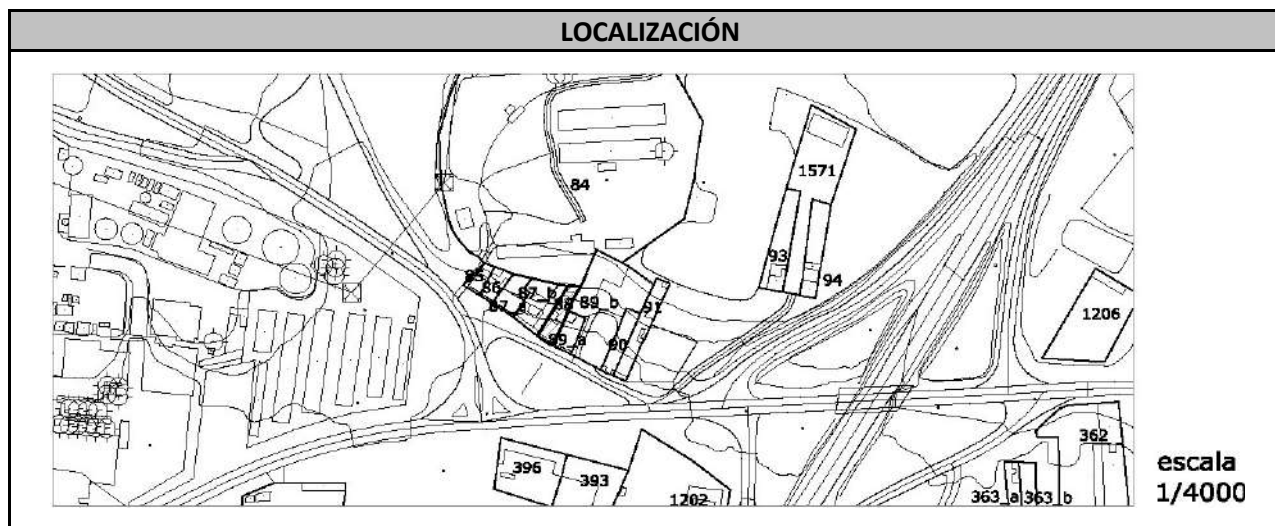 LOCALIZACIÓN
84
1571
93
94
85
86
87_b
87_a
88
89_b
91
89_a
90
1206
396
393
1202
362
363_a
363_b
escala
1/4000